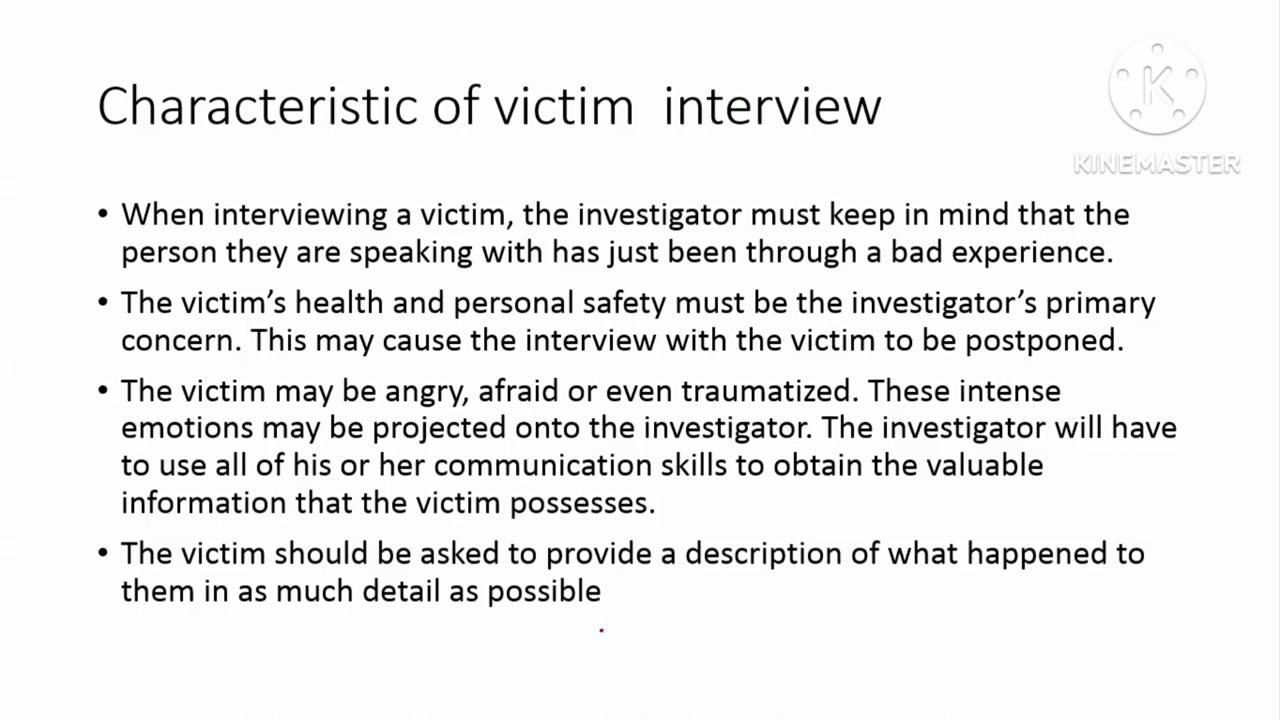 Characteristic of victim  interview
K
KINEMASTER
• When interviewing a victim, the investigator must keep in mind that the
person they are speaking with has just been through a bad experience.
• The victim’s health and personal safety must be the investigator’s primary
concern. This may cause the interview with the victim to be postponed.
• The victim may be angry, afraid or even traumatized. These intense
emotions may be projected onto the investigator. The investigator will have
to use all of his or her communication skills to obtain the valuable
information that the victim possesses.
• The victim should be asked to provide a description of what happened to
them in as much detail as possible